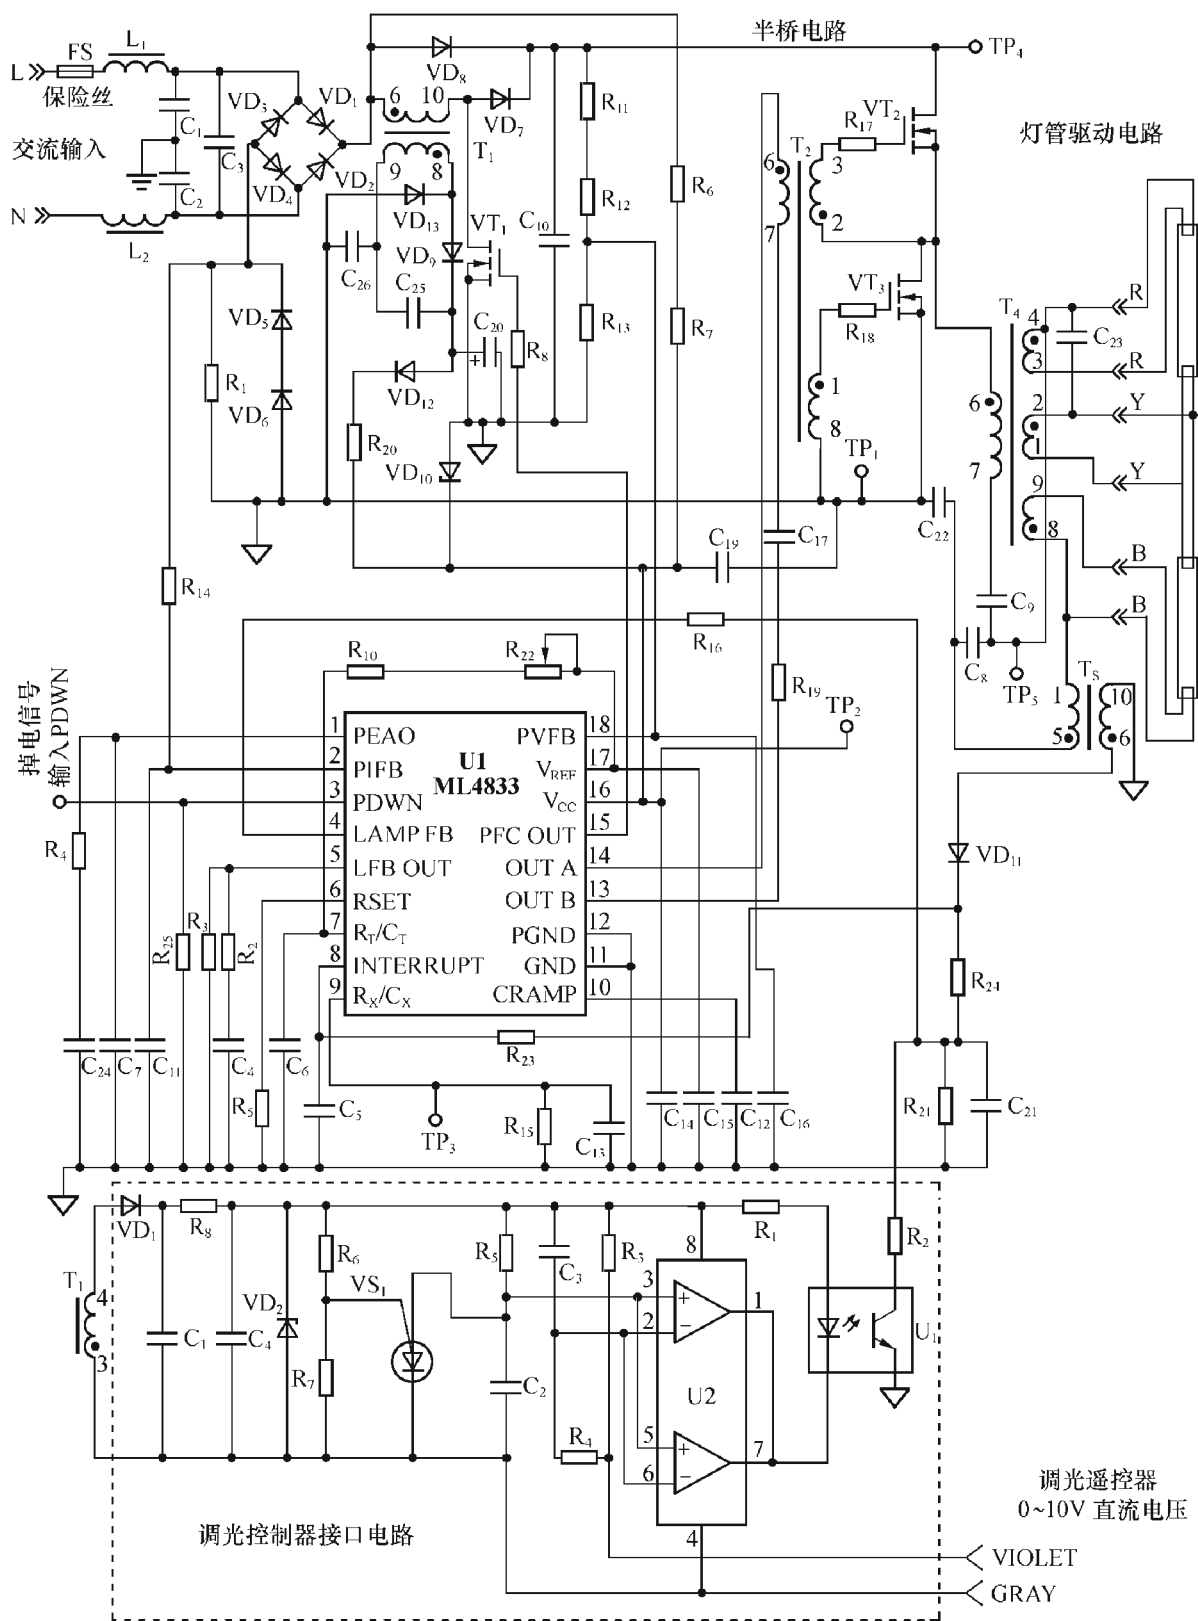 半桥电路
TP₄
L
FS
L₁
保险丝
VD₃
VD₁
VD₈
6
10
VD₇
R₁₁
VT₂
R₁₇
T₂
灯管驱动电路
交流输入
C₁
C₃
C₂
VD₄
VD₂
T₁
9
8
6
3
N
L₂
VD₁₃
VT₁
C₁₀
R₁₂
R₆
7
2
C₂₆
VD₉
C₂₅
VT₃
R₁₈
T₄
4
R
VD₅
C₂₀
+
R₈
R₁₃
R₇
3
C₂₃
R
R₁
VD₆
VD₁₂
1
6
2
Y
R₂₀
8
7
1
VD₁₀
TP₁
9
Y
C₁₉
C₁₇
C₂₂
8
B
R₁₄
C₉
B
R₁₆
R₁₀
R₂₂
C₈
TP₅
T₅
R₁₉
TP₂
1
10
5
6
掉电信号
输入PDWN
U1
ML4833
1
PEAO
PVFB
18
2
PIFB
V_REF
17
3
PDWN
V_CC
16
4
LAMP FB
PFC OUT
15
5
LFB OUT
OUT A
14
6
RSET
OUT B
13
7
R_T/C_T
PGND
12
8
INTERRUPT
GND
11
9
R_X/C_X
CRAMP
10
R₄
VD₁₁
R₂₅
R₃
R₂
R₂₄
R₂₃
C₂₄
C₇
C₁₁
C₄
C₆
R₅
C₅
TP₃
R₁₅
C₁₃
C₁₄
C₁₅
C₁₂
C₁₆
R₂₁
C₂₁
VD₁
R₈
R₆
R₅
C₃
R₃
8
R₁
R₂
T₁
4
3
C₁
C₄
VD₂
VS₁
R₇
C₂
3
+
2
−
1
U₁
U2
R₄
5
+
6
−
7
4
调光遥控器
0~10V 直流电压
调光控制器接口电路
VIOLET
GRAY